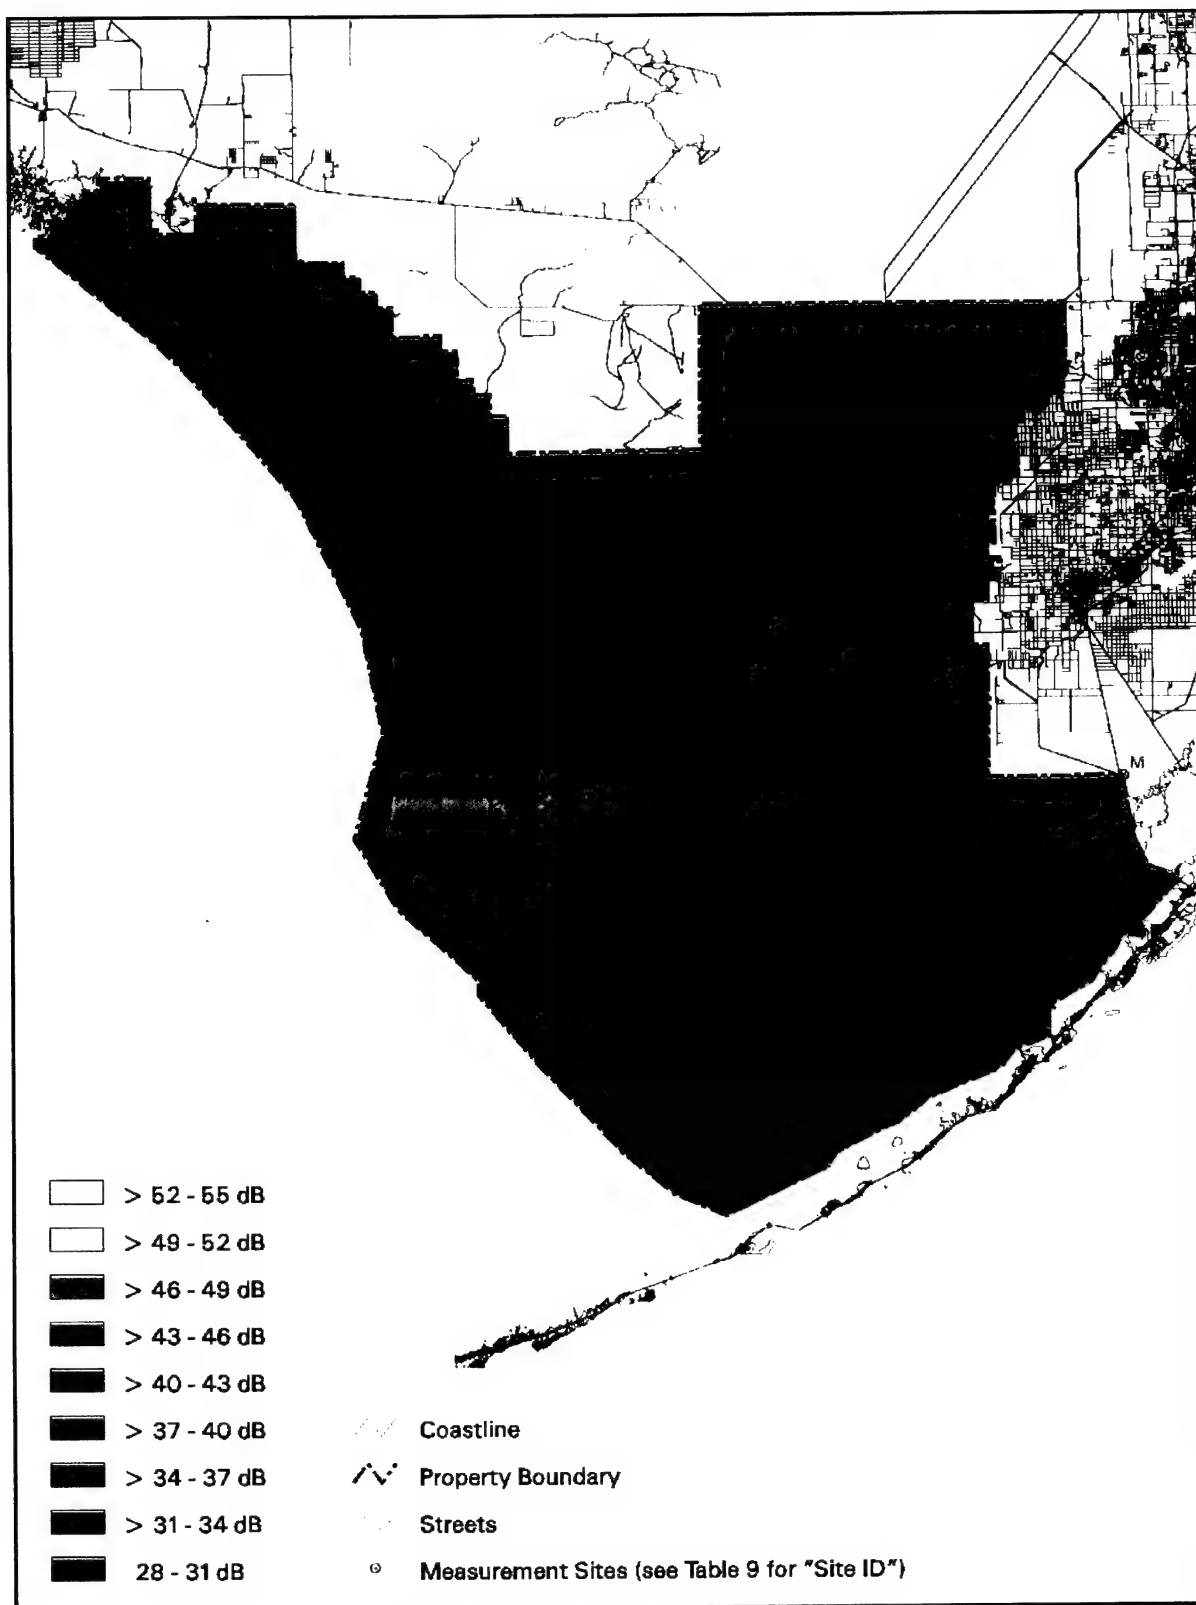 M
> 52 - 55 dB
> 49 - 52 dB
> 46 - 49 dB
> 43 - 46 dB
> 40 - 43 dB
> 37 - 40 dB
> 34 - 37 dB
> 31 - 34 dB
28 - 31 dB
Coastline
Property Boundary
Streets
Measurement Sites (see Table 9 for "Site ID")